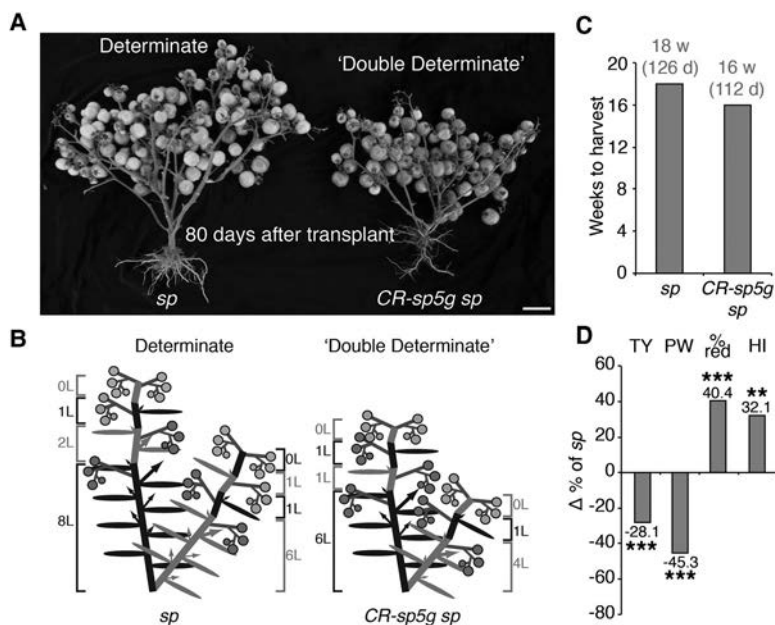 A
Determinate
'Double Determinate'
80 days after transplant
sp
CR-sp5g sp
B
Determinate
'Double Determinate'
0L
1L
2L
8L
0L
1L
1L
6L
sp
0L
1L
1L
6L
0L
1L
4L
CR-sp5g sp
C
Weeks to harvest
20
16
12
8
4
0
18 w
(126 d)
16 w
(112 d)
sp
CR-sp5g
sp
D
TY PW % red HI
Δ % of sp
60
40
20
0
-20
-40
-60
-80
-28.1
***
-45.3
***
***
40.4
**
32.1